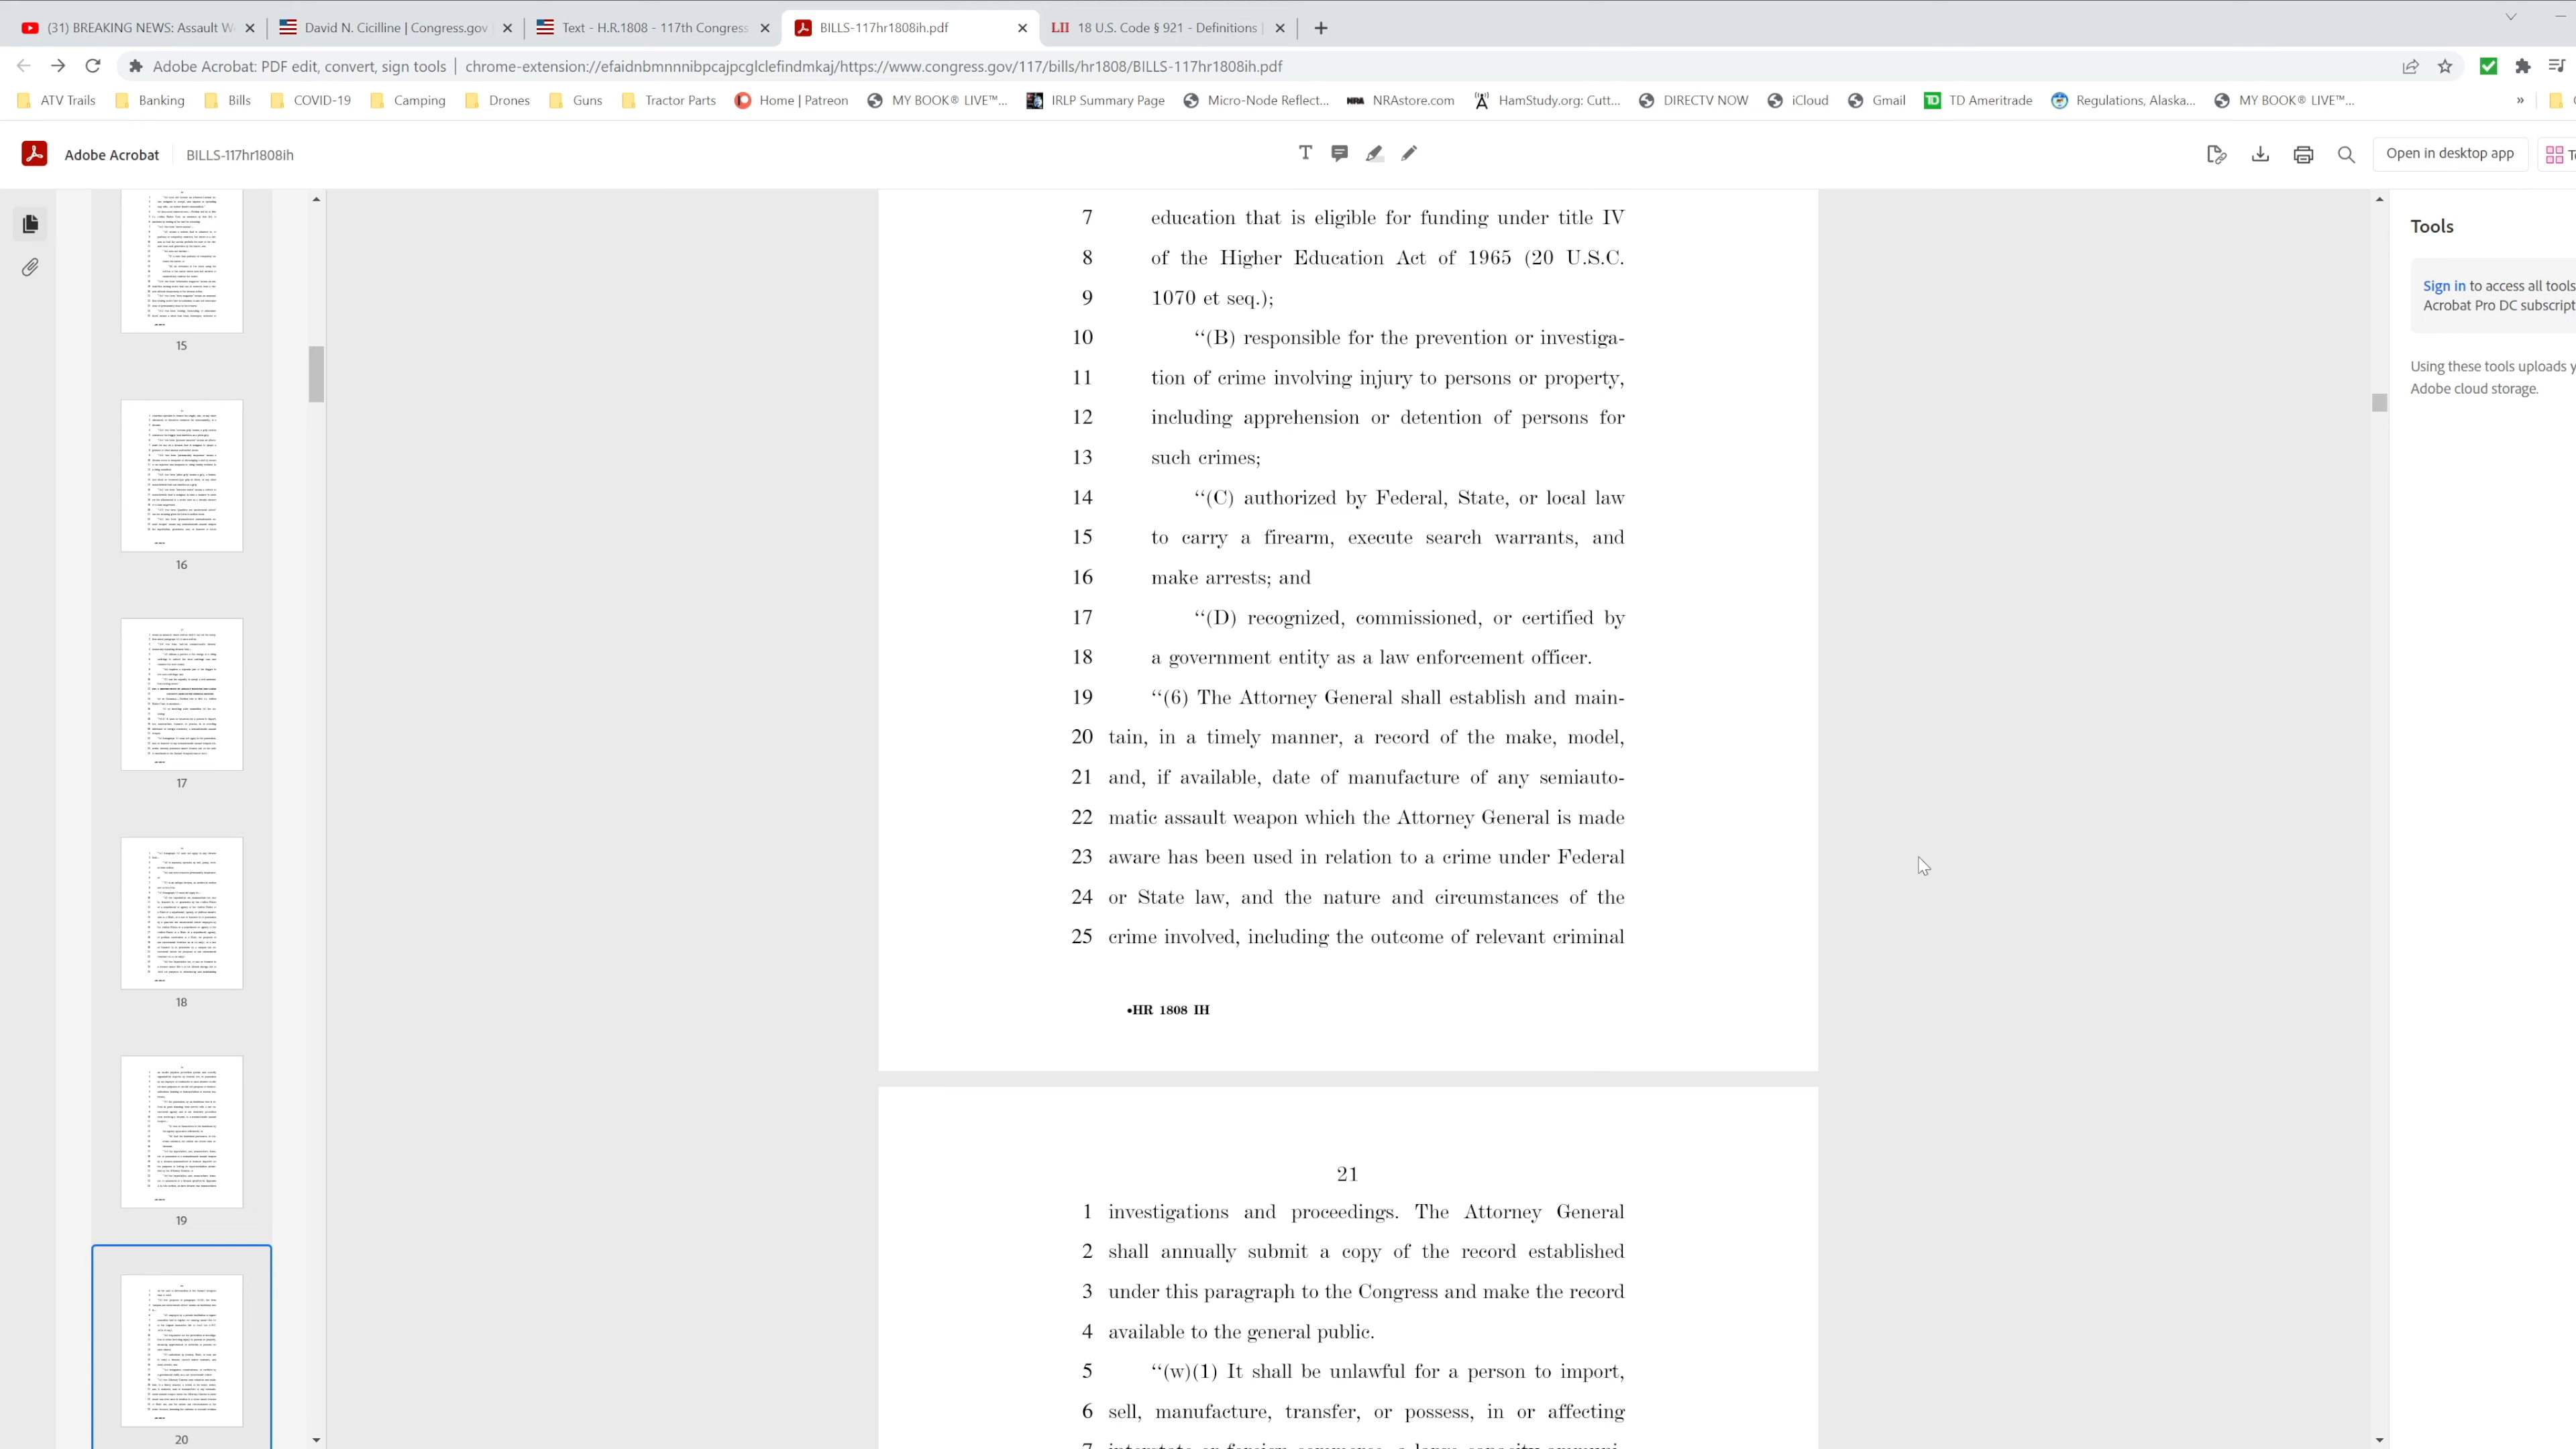 (31) BREAKING NEWS: Assault W
David N. Cicilline | Congress.gov
Text - H.R.1808 - 117th Congress
BILLS-117hr1808ih.pdf
LII 18 U.S. Code § 921 - Definitions |
Adobe Acrobat: PDF edit, convert, sign tools | chrome-extension://efaidnbmnnnibpcajpcglclefindmkaj/https://www.congress.gov/117/bills/hr1808/BILLS-117hr1808ih.pdf
ATV Trails Banking Bills COVID-19 Camping Drones Guns Tractor Parts Home | Patreon MY BOOK® LIVE™... IRLP Summary Page Micro-Node Reflect... NRA NRAstore.com HamStudy.org: Cutt... DIRECTV NOW iCloud Gmail TD TD Ameritrade Regulations, Alaska... MY BOOK® LIVE™... »
Adobe Acrobat BILLS-117hr1808ih
Open in desktop app
15
16
17
18
19
20
7 education that is eligible for funding under title IV
8 of the Higher Education Act of 1965 (20 U.S.C.
9 1070 et seq.);
10 ‘‘(B) responsible for the prevention or investiga-
11 tion of crime involving injury to persons or property,
12 including apprehension or detention of persons for
13 such crimes;
14 ‘‘(C) authorized by Federal, State, or local law
15 to carry a firearm, execute search warrants, and
16 make arrests; and
17 ‘‘(D) recognized, commissioned, or certified by
18 a government entity as a law enforcement officer.
19 ‘‘(6) The Attorney General shall establish and main-
20 tain, in a timely manner, a record of the make, model,
21 and, if available, date of manufacture of any semiauto-
22 matic assault weapon which the Attorney General is made
23 aware has been used in relation to a crime under Federal
24 or State law, and the nature and circumstances of the
25 crime involved, including the outcome of relevant criminal
•HR 1808 IH
21
1 investigations and proceedings. The Attorney General
2 shall annually submit a copy of the record established
3 under this paragraph to the Congress and make the record
4 available to the general public.
5 ‘‘(w)(1) It shall be unlawful for a person to import,
6 sell, manufacture, transfer, or possess, in or affecting
Tools
Sign in to access all tools
Acrobat Pro DC subscript
Using these tools uploads y
Adobe cloud storage.